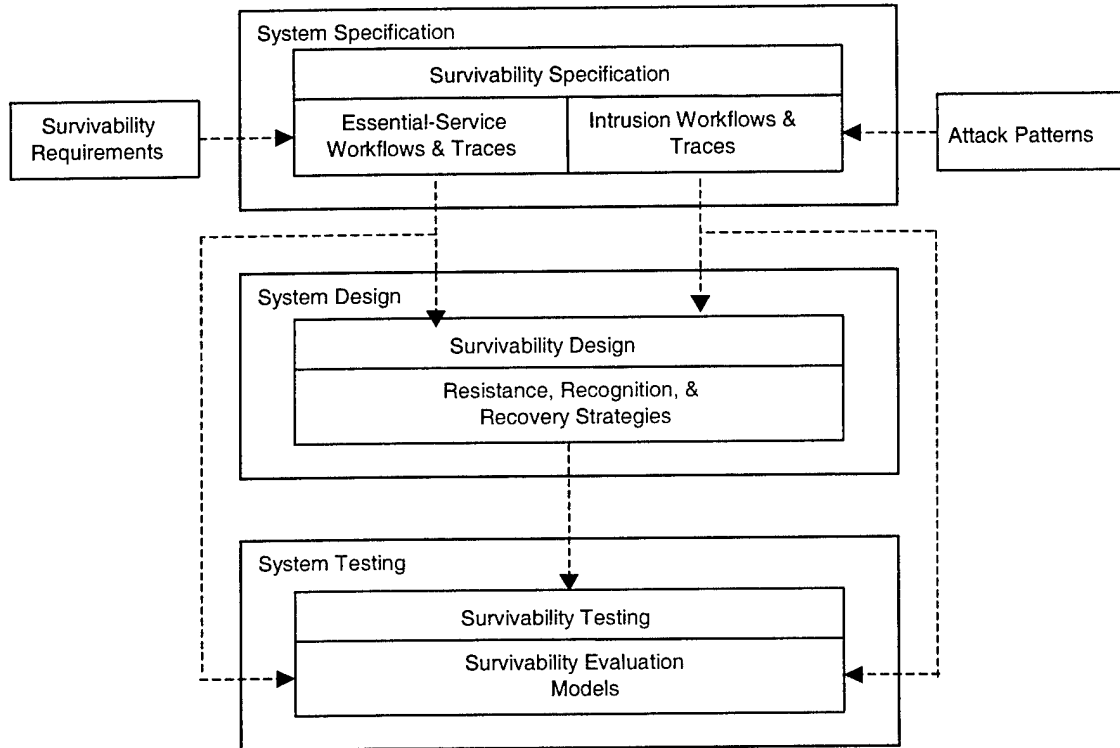 System Specification
Survivability Specification
Survivability
Requirements
Essential-Service
Workflows & Traces
Intrusion Workflows &
Traces
Attack Patterns
System Design
Survivability Design
Resistance, Recognition, &
Recovery Strategies
System Testing
Survivability Testing
Survivability Evaluation
Models